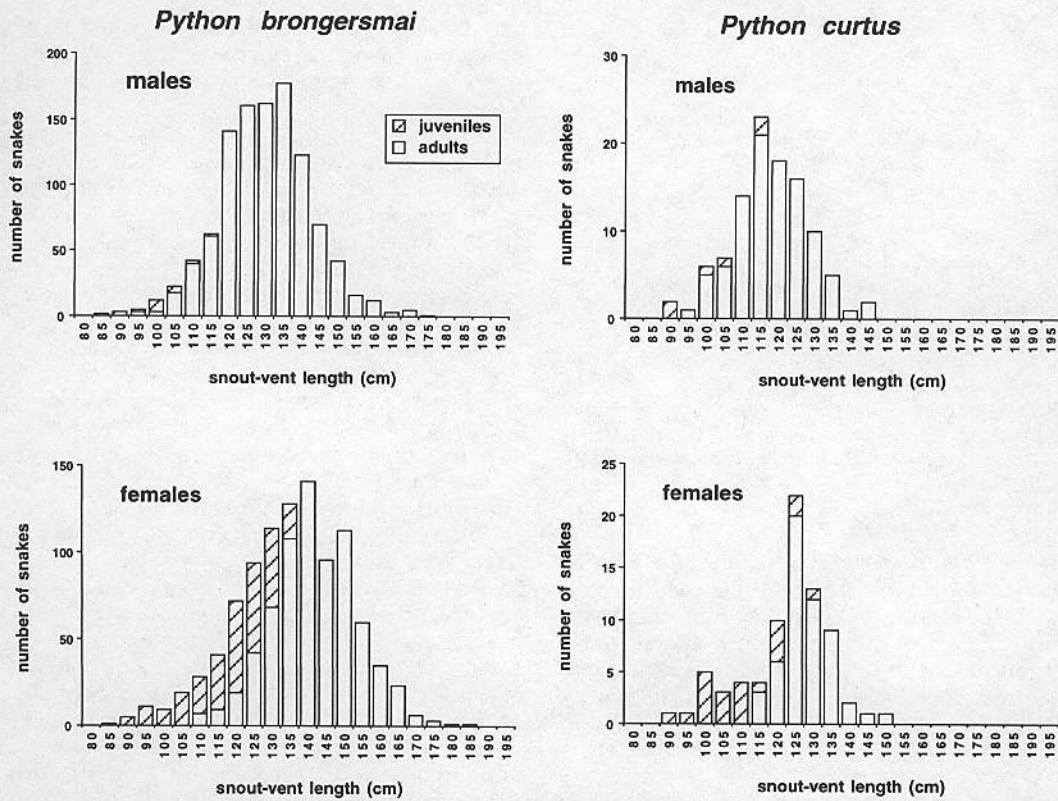 Python brongersmai
Python curtus
males
number of snakes
200
150
100
50
0
80 85 90 95 100 105 110 115 120 125 130 135 140 145 150 155 160 165 170 175 180 185 190 195
snout-vent length (cm)
juveniles
adults
males
number of snakes
30
20
10
0
80 85 90 95 100 105 110 115 120 125 130 135 140 145 150 155 160 165 170 175 180 185 190 195
snout-vent length (cm)
females
number of snakes
150
100
50
0
80 85 90 95 100 105 110 115 120 125 130 135 140 145 150 155 160 165 170 175 180 185 190 195
snout-vent length (cm)
females
number of snakes
25
20
15
10
5
0
80 85 90 95 100 105 110 115 120 125 130 135 140 145 150 155 160 165 170 175 180 185 190 195
snout-vent length (cm)